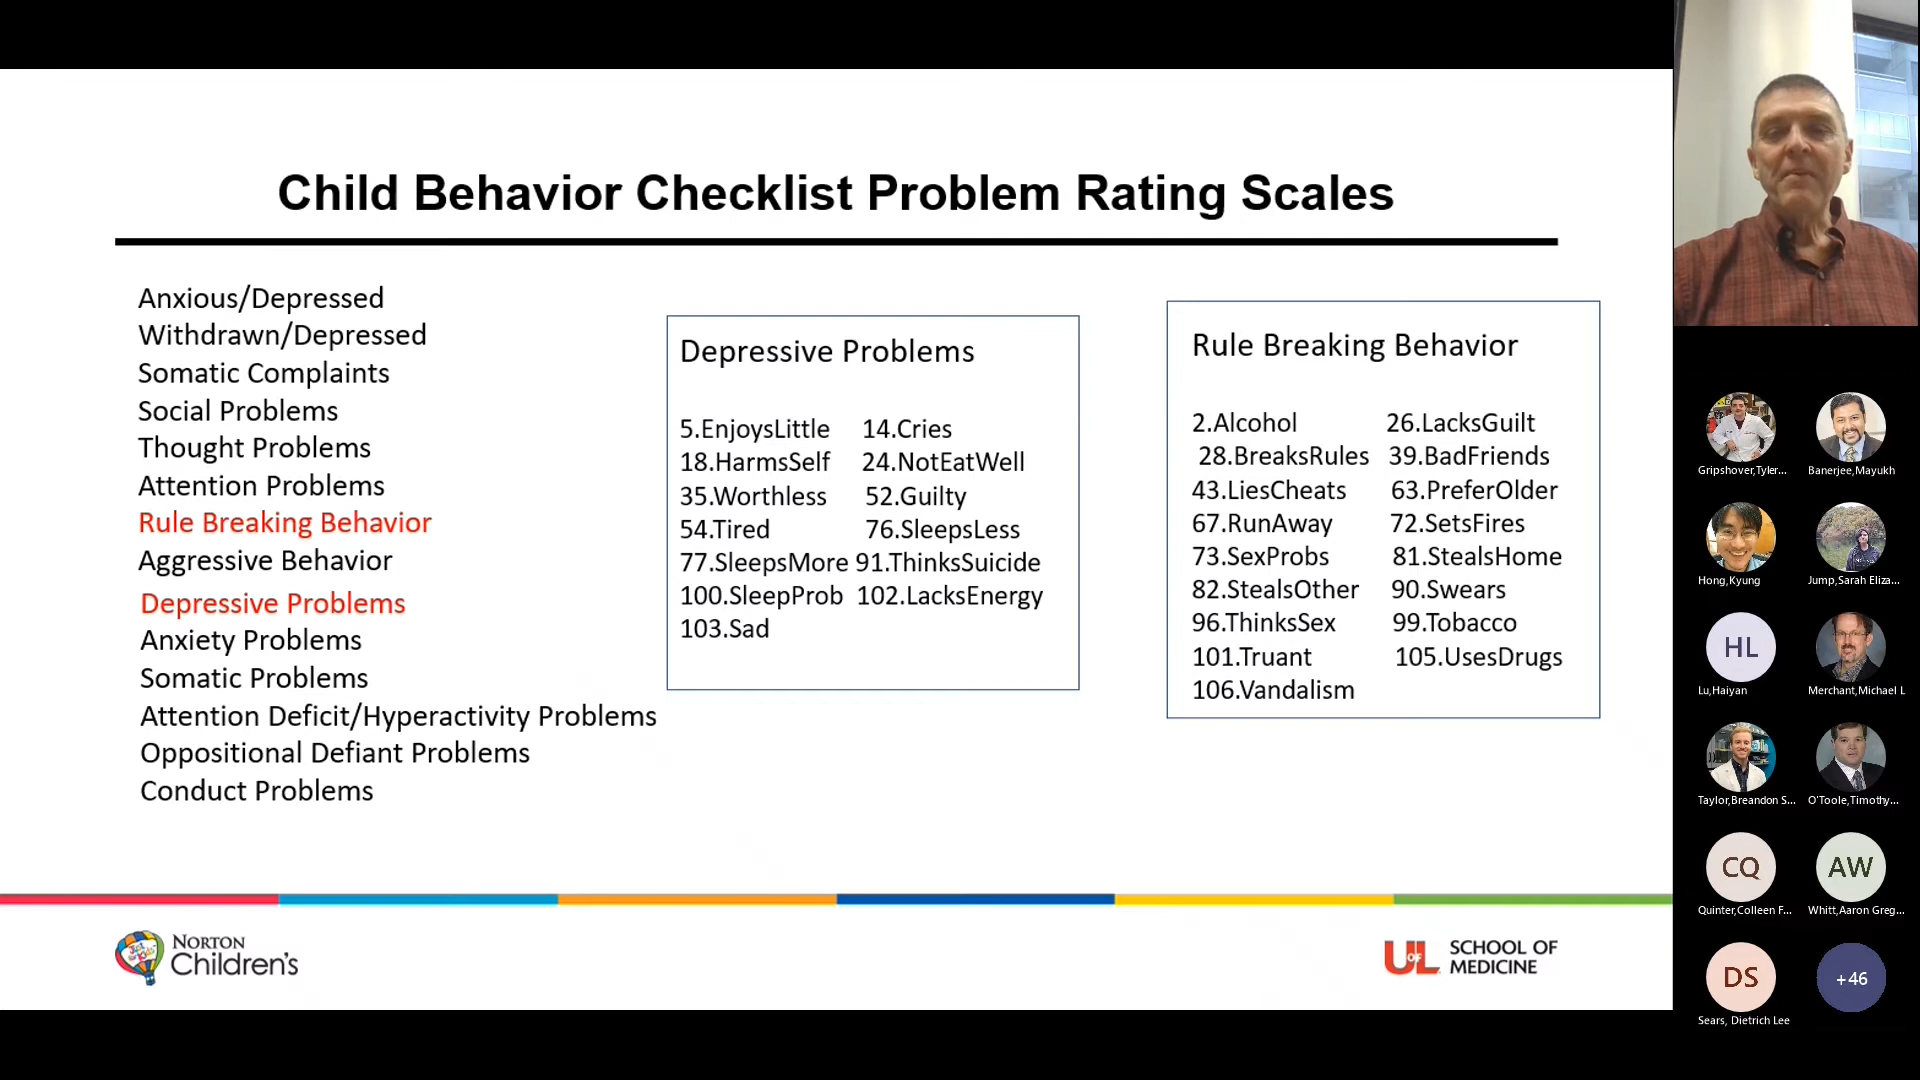 Child Behavior Checklist Problem Rating Scales
Anxious/Depressed
Withdrawn/Depressed
Somatic Complaints
Social Problems
Thought Problems
Attention Problems
Rule Breaking Behavior
Aggressive Behavior
Depressive Problems
Anxiety Problems
Somatic Problems
Attention Deficit/Hyperactivity Problems
Oppositional Defiant Problems
Conduct Problems
Depressive Problems
5.EnjoysLittle 14.Cries
18.HarmsSelf 24.NotEatWell
35.Worthless 52.Guilty
54.Tired 76.SleepsLess
77.SleepsMore 91.ThinksSuicide
100.SleepProb 102.LacksEnergy
103.Sad
Rule Breaking Behavior
2.Alcohol 26.LacksGuilt
28.BreaksRules 39.BadFriends
43.LiesCheats 63.PreferOlder
67.RunAway 72.SetsFires
73.SexProbs 81.StealsHome
82.StealsOther 90.Swears
96.ThinksSex 99.Tobacco
101.Truant 105.UsesDrugs
106.Vandalism
Just for Kids
NORTON
Children's
UOFL
SCHOOL OF
MEDICINE
Gripshover,Tyler... Banerjee,Mayukh
Hong,Kyung Jump,Sarah Eliza...
HL
Lu,Haiyan Merchant,Michael L
Taylor,Breandon S... O'Toole,Timothy...
CQ AW
Quinter,Colleen F... Whitt,Aaron Greg...
DS +46
Sears, Dietrich Lee